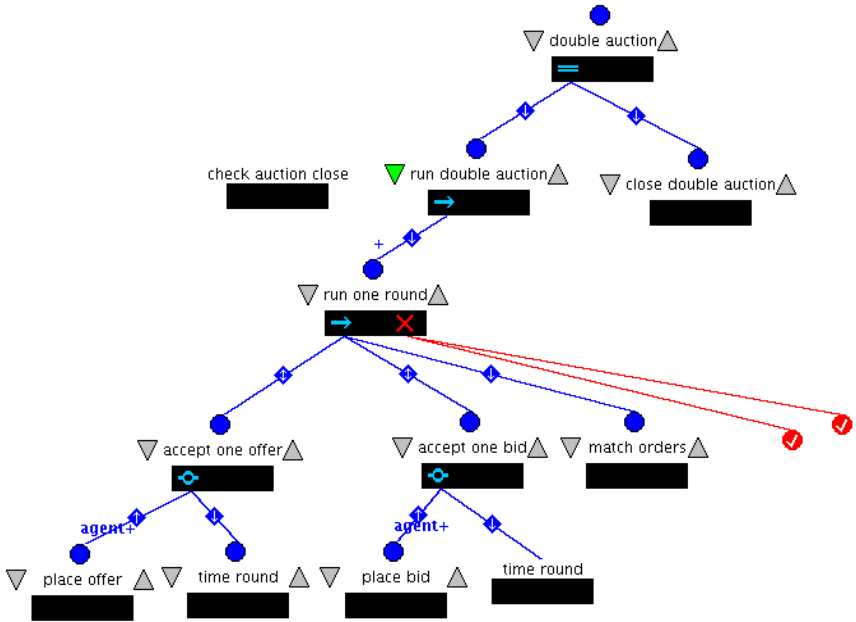 double auction
check auction close
run double auction
close double auction
+
run one round
accept one offer
accept one bid
match orders
agent+
agent+
place offer
time round
place bid
time round